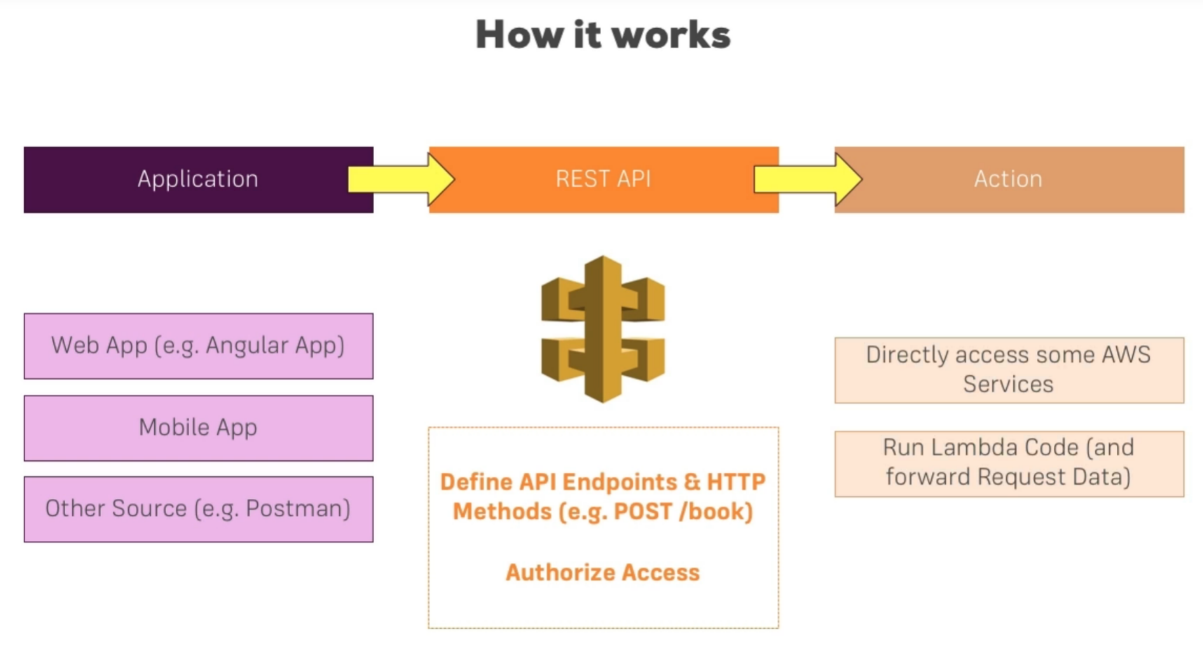 How it works
Application
REST API
Action
Web App (e.g. Angular App)
Mobile App
Other Source (e.g. Postman)
Define API Endpoints & HTTP
Methods (e.g. POST /book)
Authorize Access
Directly access some AWS
Services
Run Lambda Code (and
forward Request Data)